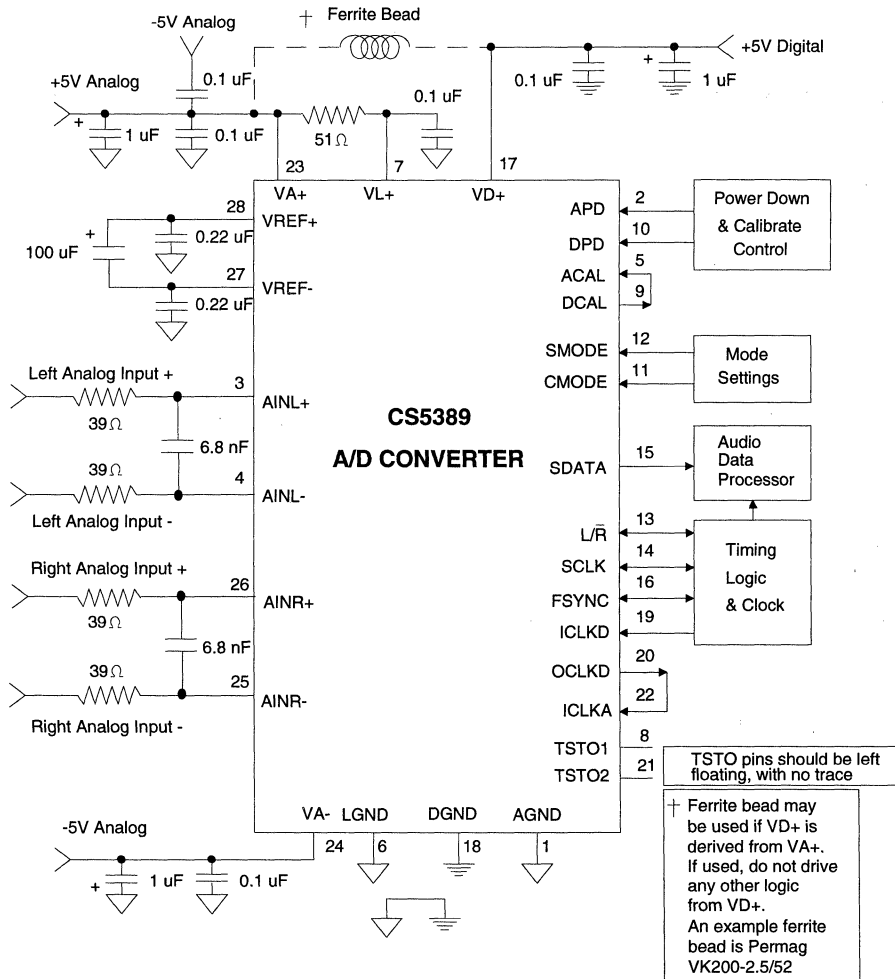 -5V Analog
† Ferrite Bead
+5V Digital
0.1 uF
+5V Analog
0.1 uF
0.1 uF
+
1 uF
+
1 uF
0.1 uF
51Ω
23
7
17
VA+
VL+
VD+
28
VREF+
+
0.22 uF
100 uF
27
VREF-
0.22 uF
APD
2
DPD
10
ACAL
5
DCAL
9
Power Down
& Calibrate
Control
SMODE
12
CMODE
11
Mode
Settings
Left Analog Input +
3
AINL+
39Ω
6.8 nF
39Ω
4
AINL-
Left Analog Input -
CS5389
A/D CONVERTER
SDATA
15
Audio
Data
Processor
Right Analog Input +
26
AINR+
39Ω
6.8 nF
39Ω
25
AINR-
Right Analog Input -
L/R̅
13
SCLK
14
FSYNC
16
ICLKD
19
Timing
Logic
& Clock
OCLKD
20
ICLKA
22
TSTO1
8
TSTO2
21
TSTO pins should be left
floating, with no trace
-5V Analog
VA-
LGND
DGND
AGND
24
6
18
1
+
1 uF
0.1 uF
† Ferrite bead may
be used if VD+ is
derived from VA+.
If used, do not drive
any other logic
from VD+.
An example ferrite
bead is Permag
VK200-2.5/52